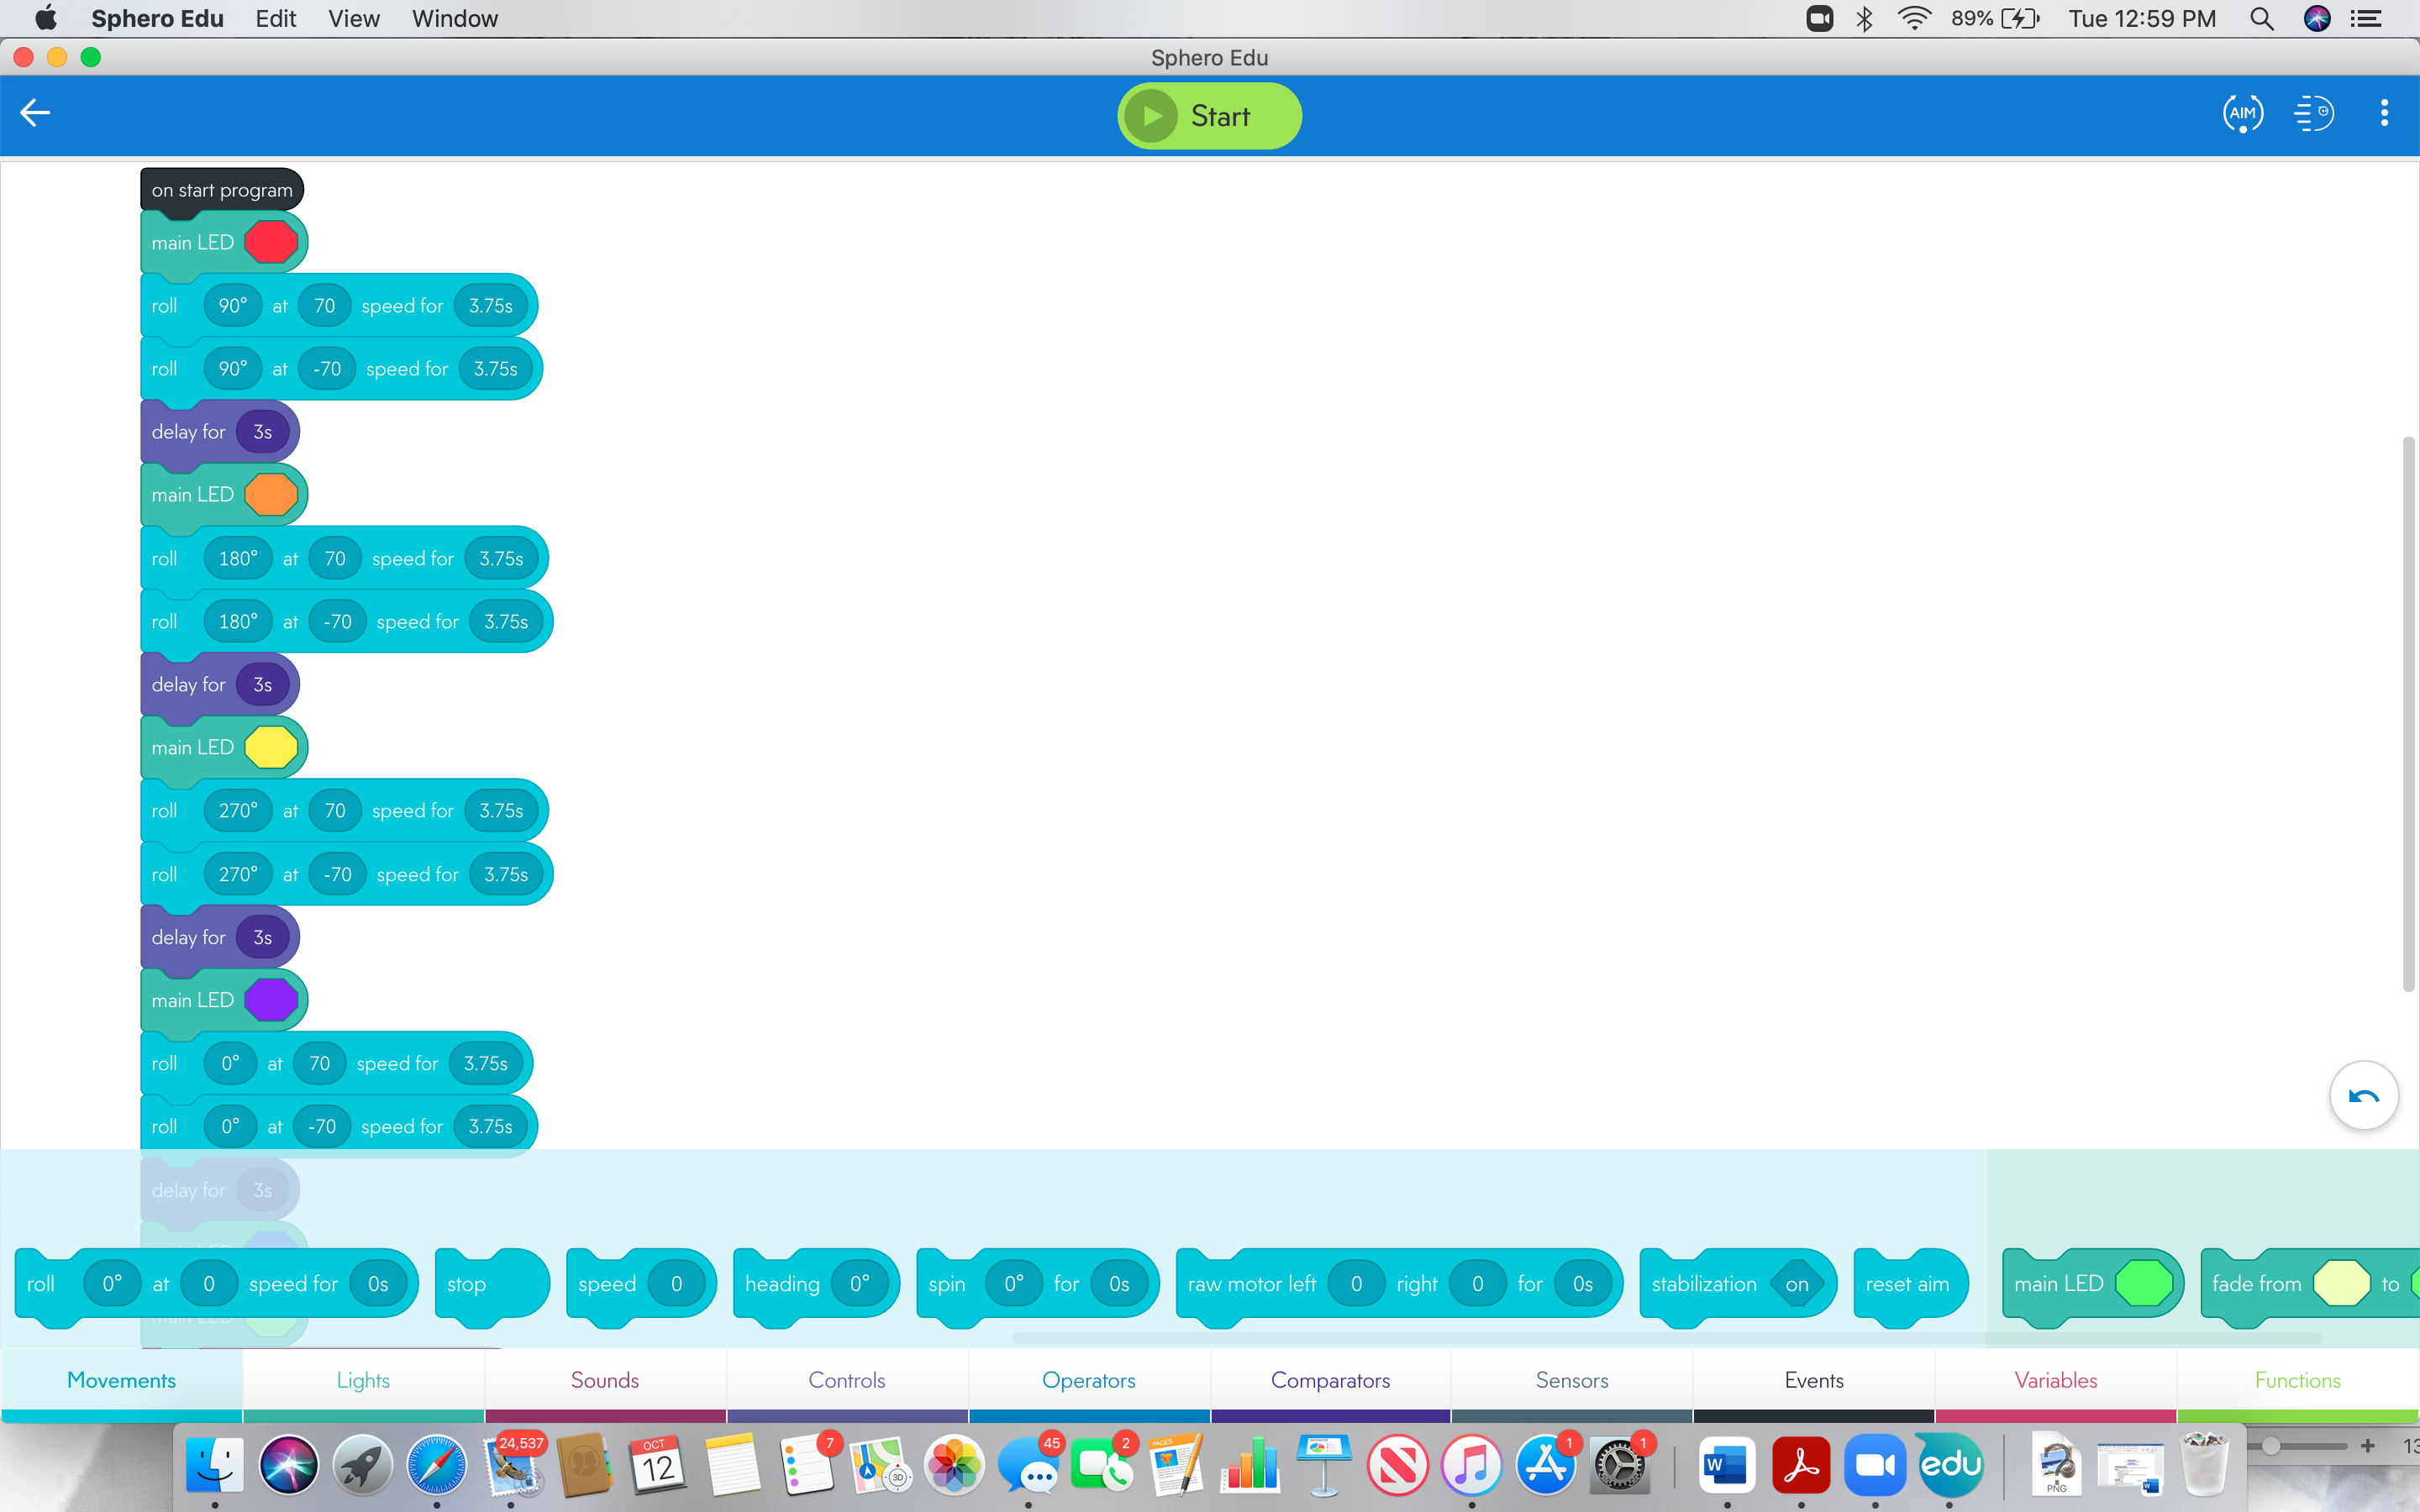 Sphero Edu Edit View Window 89% Tue 12:59 PM
Sphero Edu
Start AIM
on start program
main LED
roll 90° at 70 speed for 3.75s
roll 90° at -70 speed for 3.75s
delay for 3s
main LED
roll 180° at 70 speed for 3.75s
roll 180° at -70 speed for 3.75s
delay for 3s
main LED
roll 270° at 70 speed for 3.75s
roll 270° at -70 speed for 3.75s
delay for 3s
main LED
roll 0° at 70 speed for 3.75s
roll 0° at -70 speed for 3.75s
delay for 3s
roll 0° at 0 speed for 0s stop speed 0 heading 0° spin 0° for 0s raw motor left 0 right 0 for 0s stabilization on reset aim main LED fade from to
main LED
Movements Lights Sounds Controls Operators Comparators Sensors Events Variables Functions
24,537 OCT 12 7 3D 45 2 PAGES 1 1 W edu PNG W